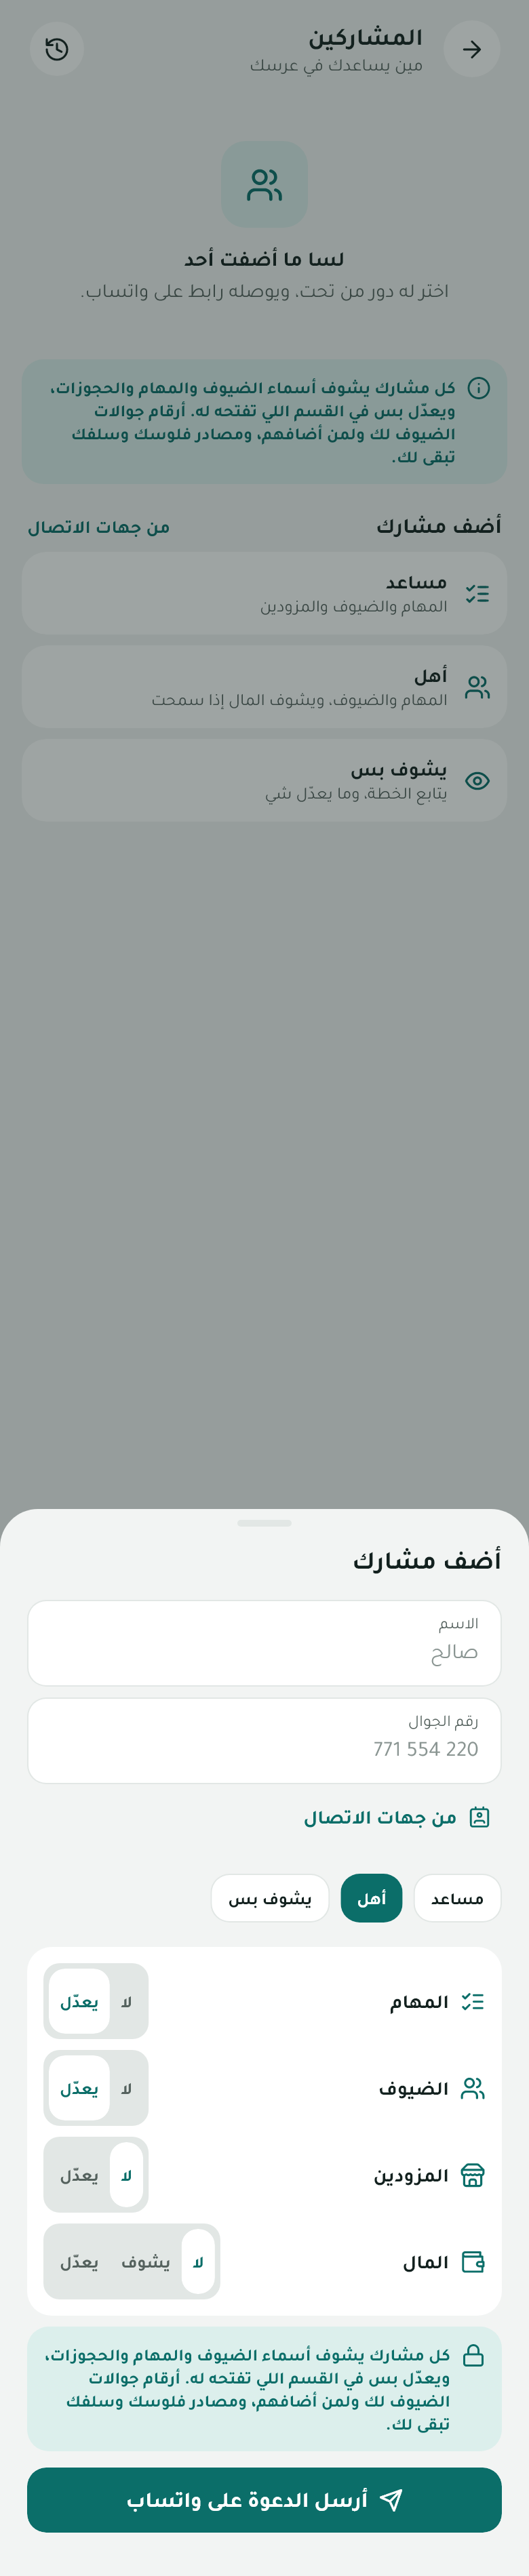 المشاركين
مين يساعدك في عرسك
لسا ما أضفت أحد
اختر له دور من تحت، ويوصله رابط على واتساب.
كل مشارك يشوف أسماء الضيوف والمهام والحجوزات،
ويعدّل بس في القسم اللي تفتحه له. أرقام جوالات
الضيوف لك ولمن أضافهم، ومصادر فلوسك وسلفك
تبقى لك.
أضف مشارك
من جهات الاتصال
مساعد
المهام والضيوف والمزودين
أهل
المهام والضيوف، ويشوف المال إذا سمحت
يشوف بس
يتابع الخطة، وما يعدّل شي
أضف مشارك
الاسم
صالح
رقم الجوال
771 554 220
من جهات الاتصال
مساعد أهل يشوف بس
المهام لا يعدّل
الضيوف لا يعدّل
المزودين لا يعدّل
المال لا يشوف يعدّل
كل مشارك يشوف أسماء الضيوف والمهام والحجوزات،
ويعدّل بس في القسم اللي تفتحه له. أرقام جوالات
الضيوف لك ولمن أضافهم، ومصادر فلوسك وسلفك
تبقى لك.
أرسل الدعوة على واتساب